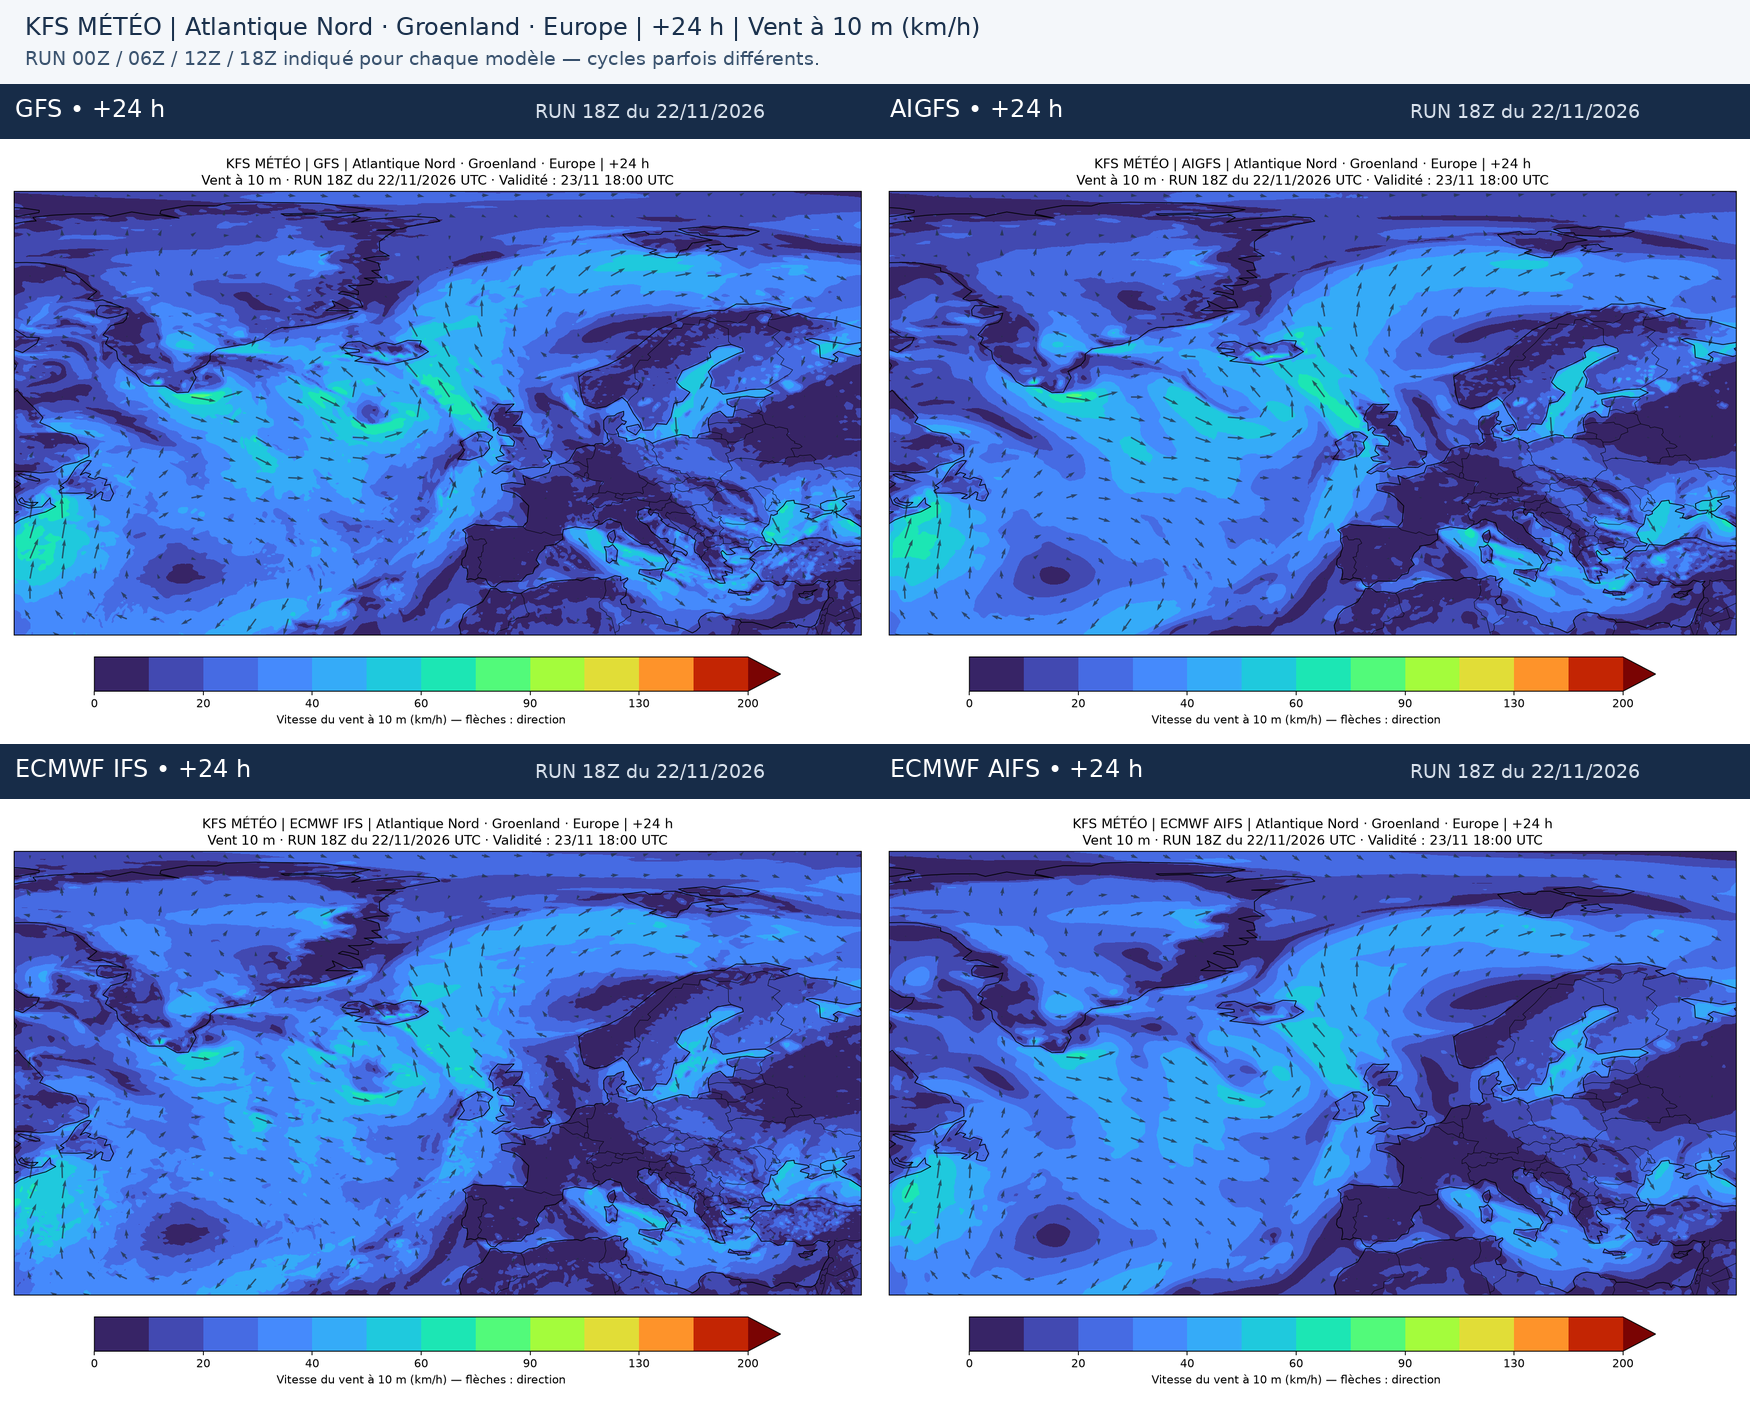 KFS MÉTÉO | Atlantique Nord · Groenland · Europe | +24 h | Vent à 10 m (km/h)
RUN 00Z / 06Z / 12Z / 18Z indiqué pour chaque modèle — cycles parfois différents.
GFS • +24 h
RUN 18Z du 22/11/2026
KFS MÉTÉO | GFS | Atlantique Nord · Groenland · Europe | +24 h
Vent à 10 m · RUN 18Z du 22/11/2026 UTC · Validité : 23/11 18:00 UTC
0 20 40 60 90 130 200
Vitesse du vent à 10 m (km/h) — flèches : direction
AIGFS • +24 h
RUN 18Z du 22/11/2026
KFS MÉTÉO | AIGFS | Atlantique Nord · Groenland · Europe | +24 h
Vent à 10 m · RUN 18Z du 22/11/2026 UTC · Validité : 23/11 18:00 UTC
0 20 40 60 90 130 200
Vitesse du vent à 10 m (km/h) — flèches : direction
ECMWF IFS • +24 h
RUN 18Z du 22/11/2026
KFS MÉTÉO | ECMWF IFS | Atlantique Nord · Groenland · Europe | +24 h
Vent 10 m · RUN 18Z du 22/11/2026 UTC · Validité : 23/11 18:00 UTC
0 20 40 60 90 130 200
Vitesse du vent à 10 m (km/h) — flèches : direction
ECMWF AIFS • +24 h
RUN 18Z du 22/11/2026
KFS MÉTÉO | ECMWF AIFS | Atlantique Nord · Groenland · Europe | +24 h
Vent 10 m · RUN 18Z du 22/11/2026 UTC · Validité : 23/11 18:00 UTC
0 20 40 60 90 130 200
Vitesse du vent à 10 m (km/h) — flèches : direction